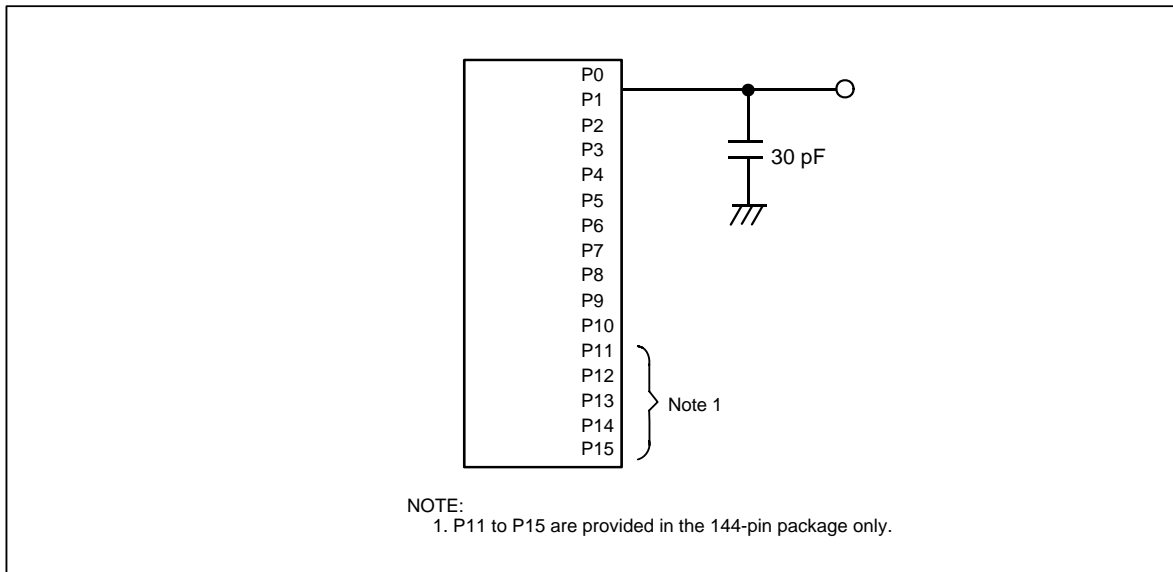 P0
P1
P2
P3
P4
P5
P6
P7
P8
P9
P10
P11
P12
P13
P14
P15
30 pF
Note 1
NOTE:
1. P11 to P15 are provided in the 144-pin package only.